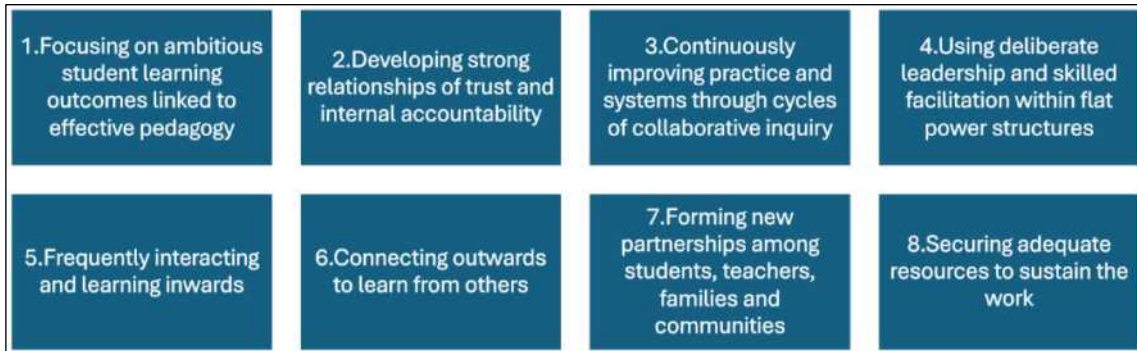 1.Focusing on ambitious
student learning
outcomes linked to
effective pedagogy
2.Developing strong
relationships of trust and
internal accountability
3.Continuously
improving practice and
systems through cycles
of collaborative inquiry
4.Using deliberate
leadership and skilled
facilitation within flat
power structures
5.Frequently interacting
and learning inwards
6.Connecting outwards
to learn from others
7.Forming new
partnerships among
students, teachers,
families and
communities
8.Securing adequate
resources to sustain the
work